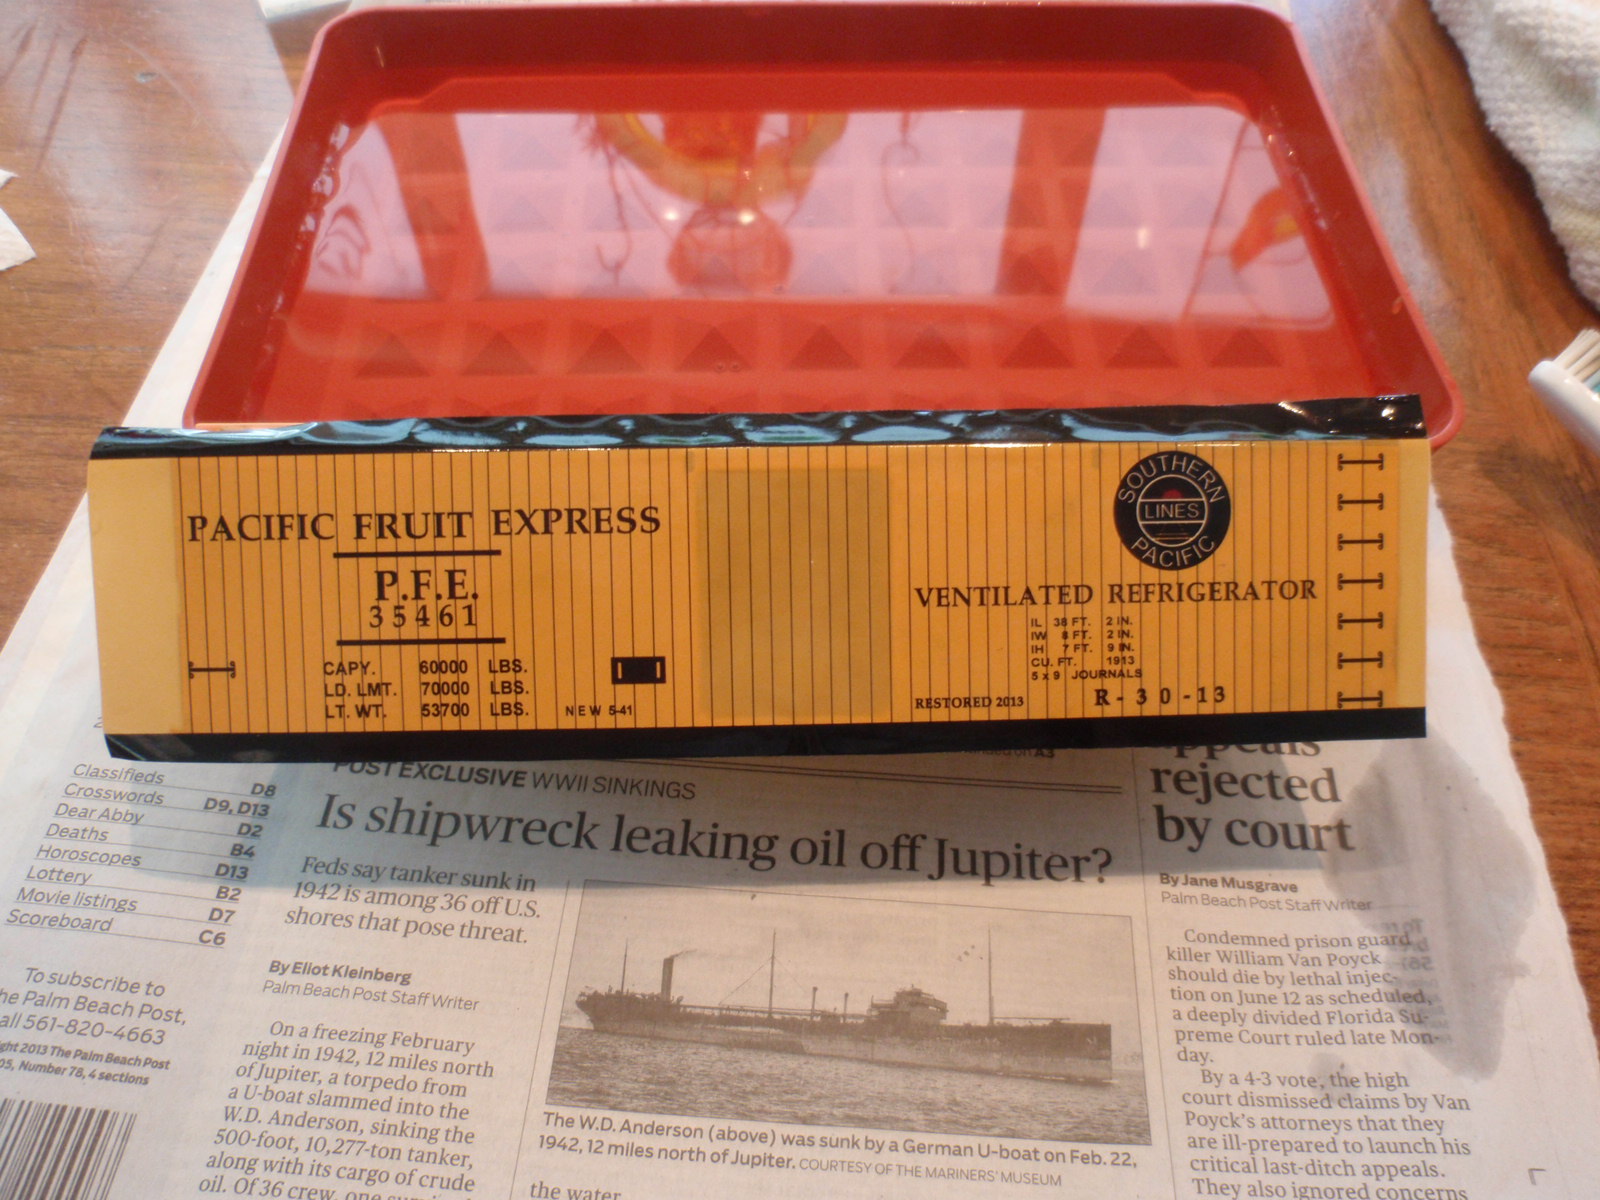 PACIFIC FRUIT EXPRESS
P.F.E.
35461
CAPY. 60000 LBS.
LD. LMT. 70000 LBS.
LT. WT. 53700 LBS.
NEW 5-41
SOUTHERN
LINES
PACIFIC
VENTILATED REFRIGERATOR
IL 38 FT. 2 IN.
IW 8 FT. 2 IN.
IH 7 FT. 9 IN.
CU. FT. 1913
5 x 9 JOURNALS
RESTORED 2013
R-30-13
Classifieds D8
Crosswords D9, D13
Dear Abby D2
Deaths B4
Horoscopes D13
Lottery B2
Movie listings D7
Scoreboard C6
To subscribe to
The Palm Beach Post,
call 561-820-4663
2013 The Palm Beach Post
Number 78, 4 sections
POST EXCLUSIVE WWII SINKINGS
Is shipwreck leaking oil off Jupiter?
Feds say tanker sunk in
1942 is among 36 off U.S.
shores that pose threat.
By Eliot Kleinberg
Palm Beach Post Staff Writer
On a freezing February
night in 1942, 12 miles north
of Jupiter, a torpedo from
a U-boat slammed into the
W.D. Anderson, sinking the
500-foot, 10,277-ton tanker,
along with its cargo of crude
oil. Of 36 crew, one
The W.D. Anderson (above) was sunk by a German U-boat on Feb. 22,
1942, 12 miles north of Jupiter. COURTESY OF THE MARINERS' MUSEUM
the water
on A3
appeals
rejected
by court
By Jane Musgrave
Palm Beach Post Staff Writer
Condemned prison guard
killer William Van Poyck
should die by lethal injec-
tion on June 12 as scheduled,
a deeply divided Florida Su-
preme Court ruled late Mon-
day.
By a 4-3 vote, the high
court dismissed claims by Van
Poyck's attorneys that they
are ill-prepared to launch his
critical last-ditch appeals.
They also ignored concerns